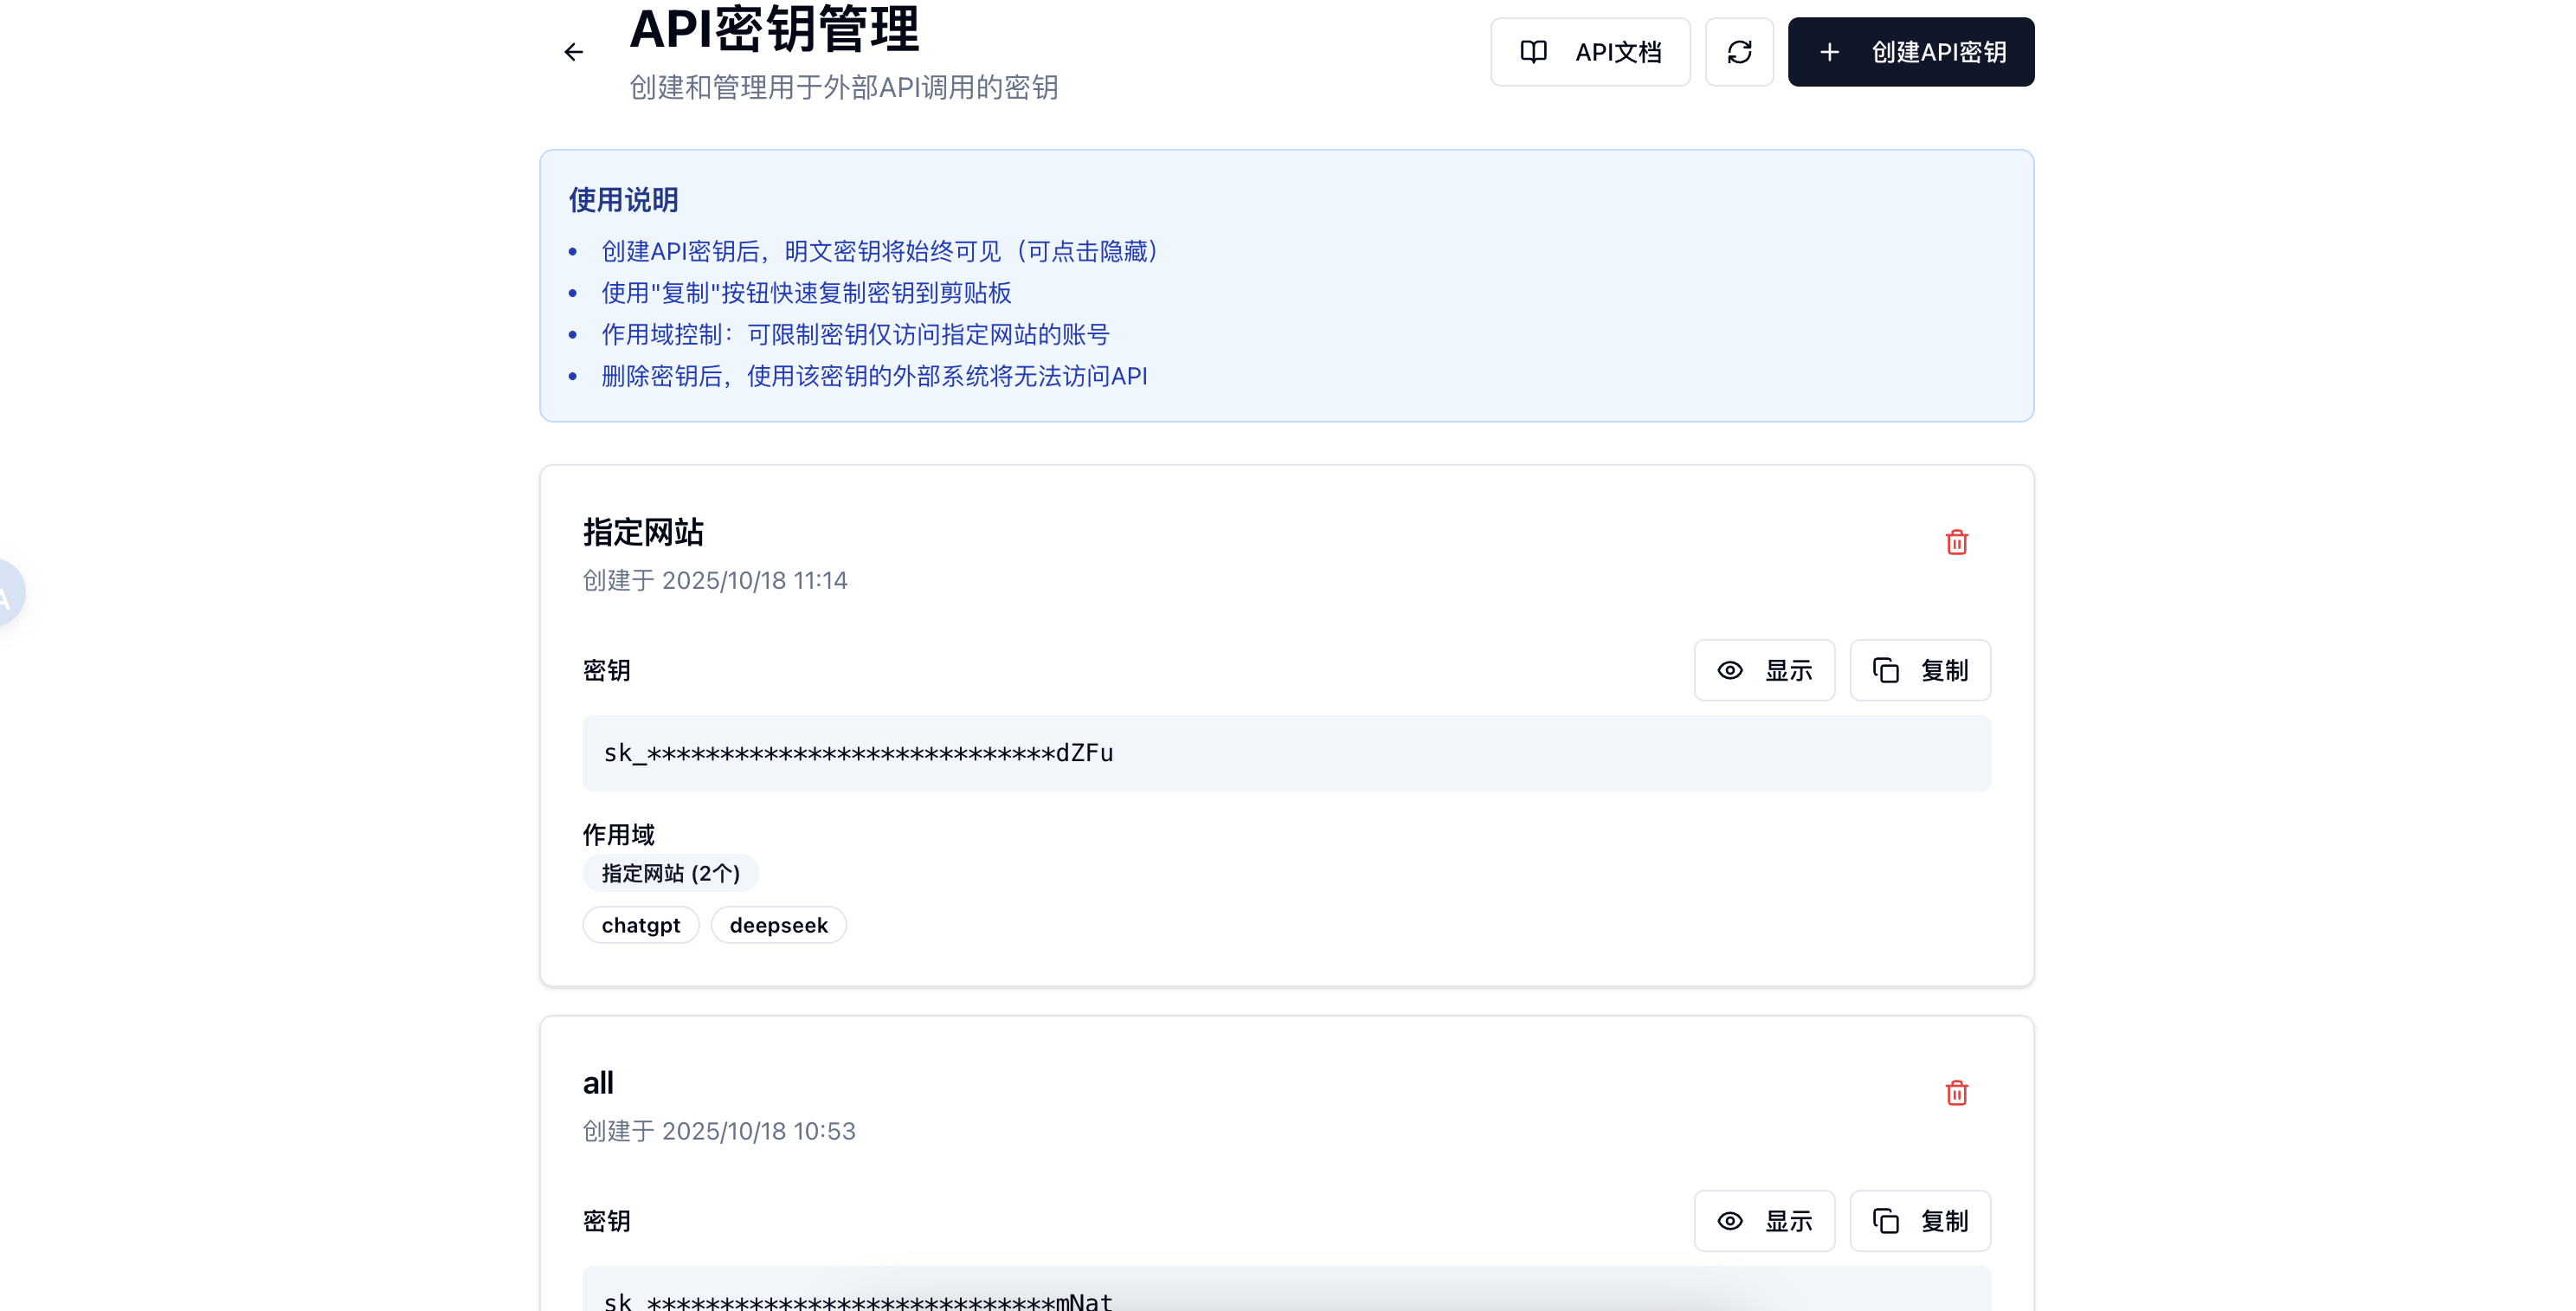 API密钥管理
创建和管理用于外部API调用的密钥
API文档
创建API密钥
使用说明
• 创建API密钥后，明文密钥将始终可见（可点击隐藏）
• 使用"复制"按钮快速复制密钥到剪贴板
• 作用域控制：可限制密钥仅访问指定网站的账号
• 删除密钥后，使用该密钥的外部系统将无法访问API
指定网站
创建于 2025/10/18 11:14
密钥
显示
复制
sk_****************************dZFu
作用域
指定网站 (2个)
chatgpt
deepseek
all
创建于 2025/10/18 10:53
密钥
显示
复制
sk_****************************mNat
A